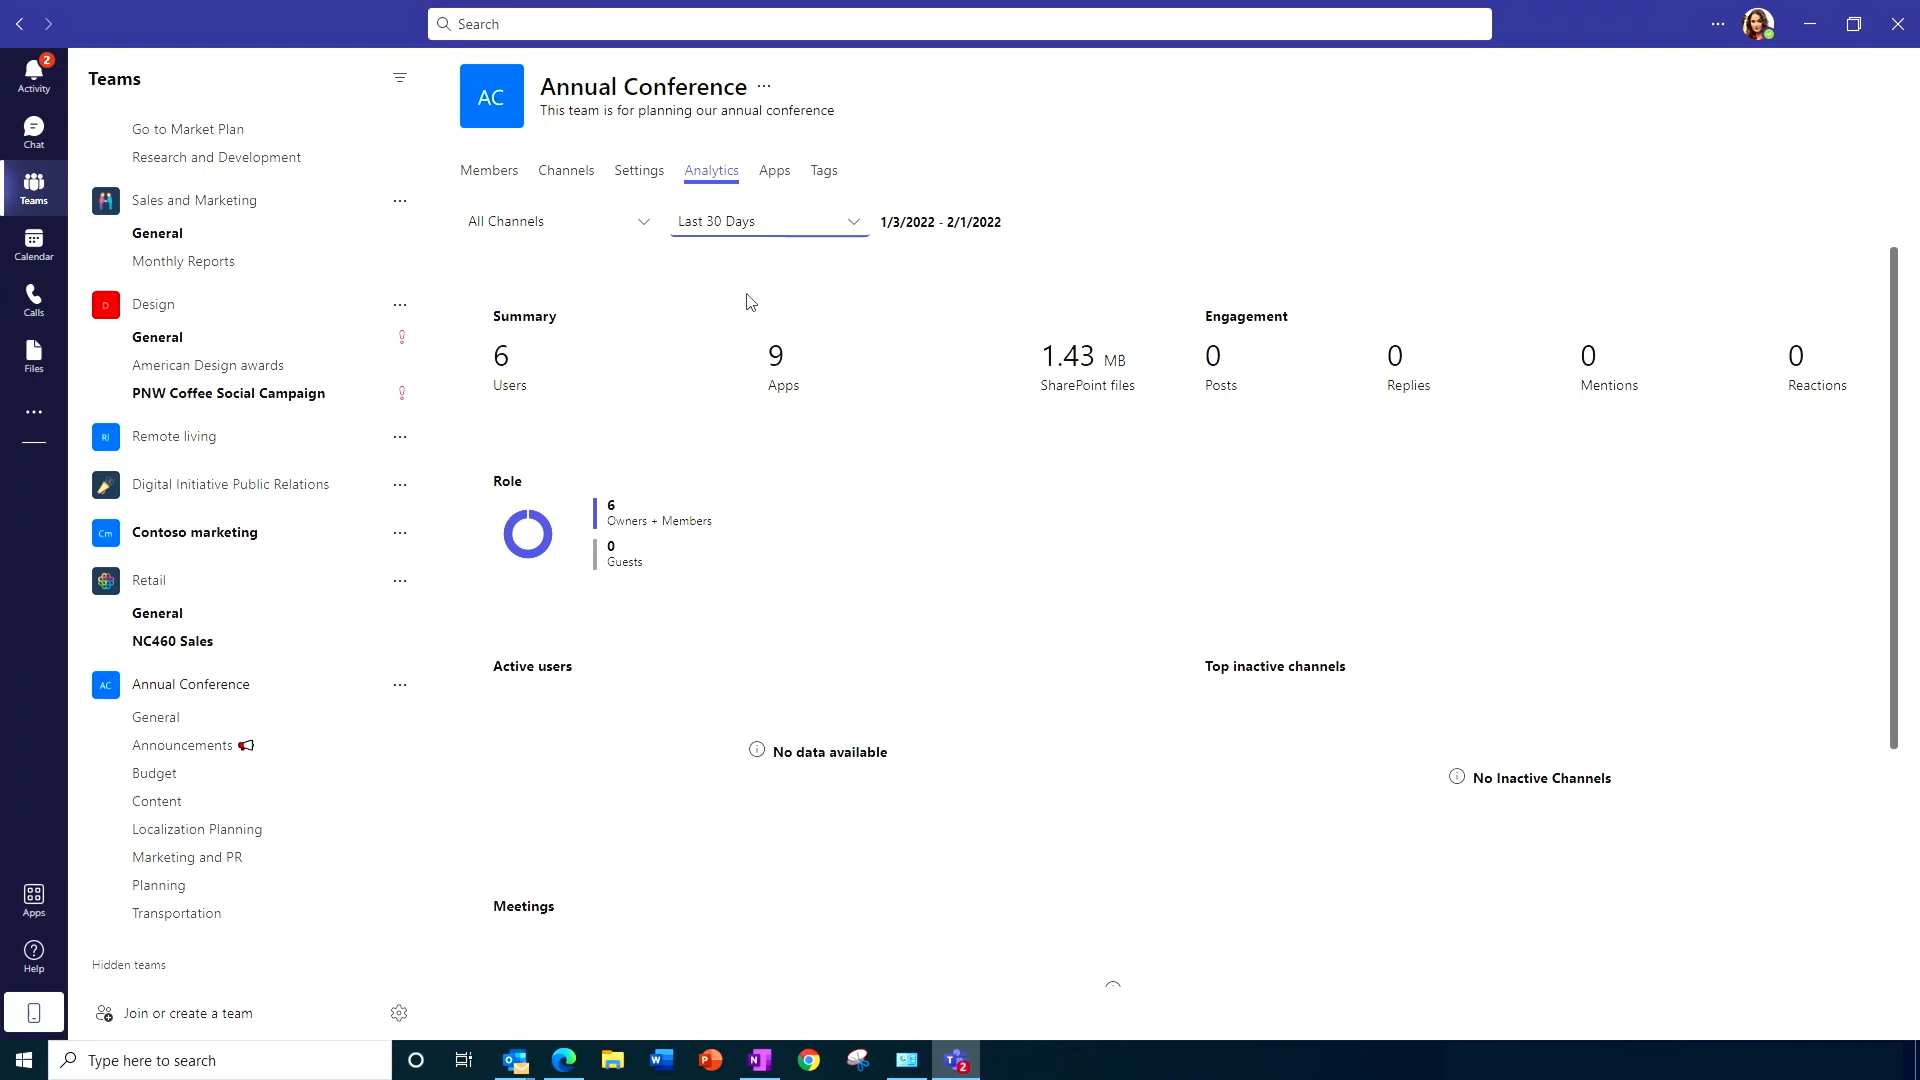 Search
2
Activity
Chat
Teams
Calendar
Calls
Files
Apps
Help
Teams
Go to Market Plan
Research and Development
Sales and Marketing
General
Monthly Reports
D
Design
General
American Design awards
PNW Coffee Social Campaign
Rl
Remote living
Digital Initiative Public Relations
Cm
Contoso marketing
Retail
General
NC460 Sales
AC
Annual Conference
General
Announcements
Budget
Content
Localization Planning
Marketing and PR
Planning
Transportation
Hidden teams
Join or create a team
AC
Annual Conference
This team is for planning our annual conference
Members Channels Settings Analytics Apps Tags
All Channels Last 30 Days 1/3/2022 - 2/1/2022
Summary
6
Users
9
Apps
1.43 MB
SharePoint files
Engagement
0
Posts
0
Replies
0
Mentions
0
Reactions
Role
6
Owners + Members
0
Guests
Active users
No data available
Top inactive channels
No Inactive Channels
Meetings
Type here to search
2